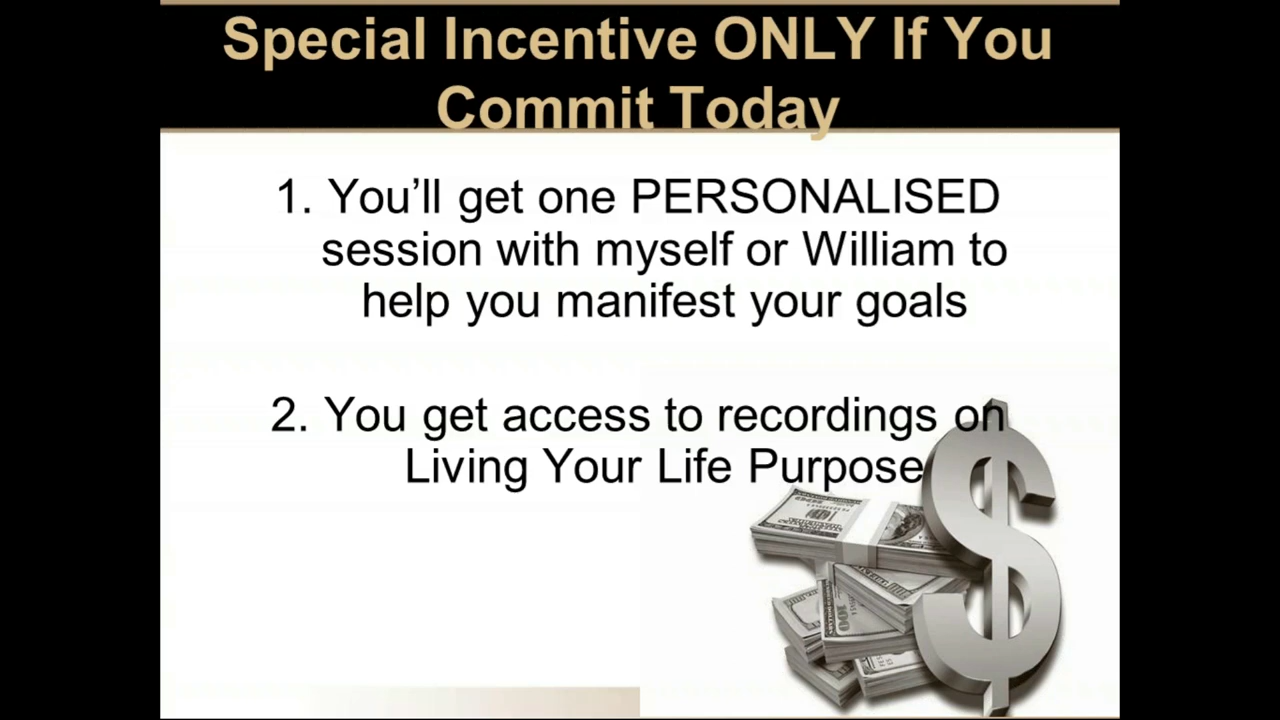 Special Incentive ONLY If You
Commit Today
1. You’ll get one PERSONALISED
session with myself or William to
help you manifest your goals
2. You get access to recordings on
Living Your Life Purpose
100